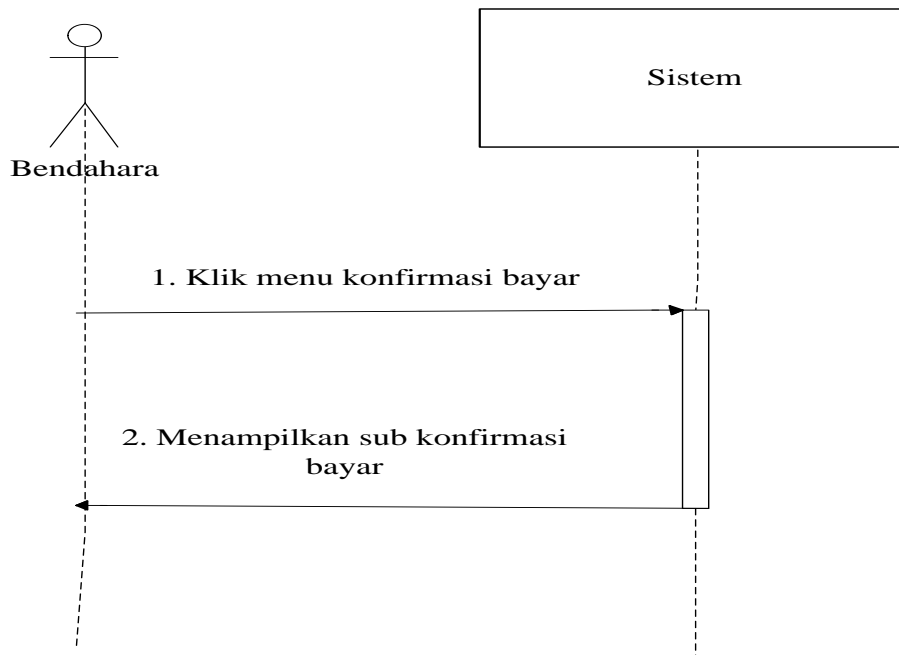 Sistem
Bendahara
1. Klik menu konfirmasi bayar
2. Menampilkan sub konfirmasi
bayar